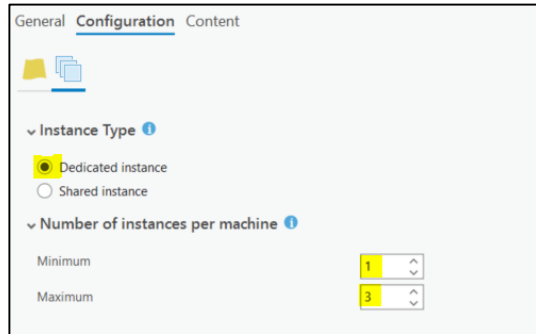 General Configuration Content
Instance Type
Dedicated instance
Shared instance
Number of instances per machine
Minimum 1
Maximum 3